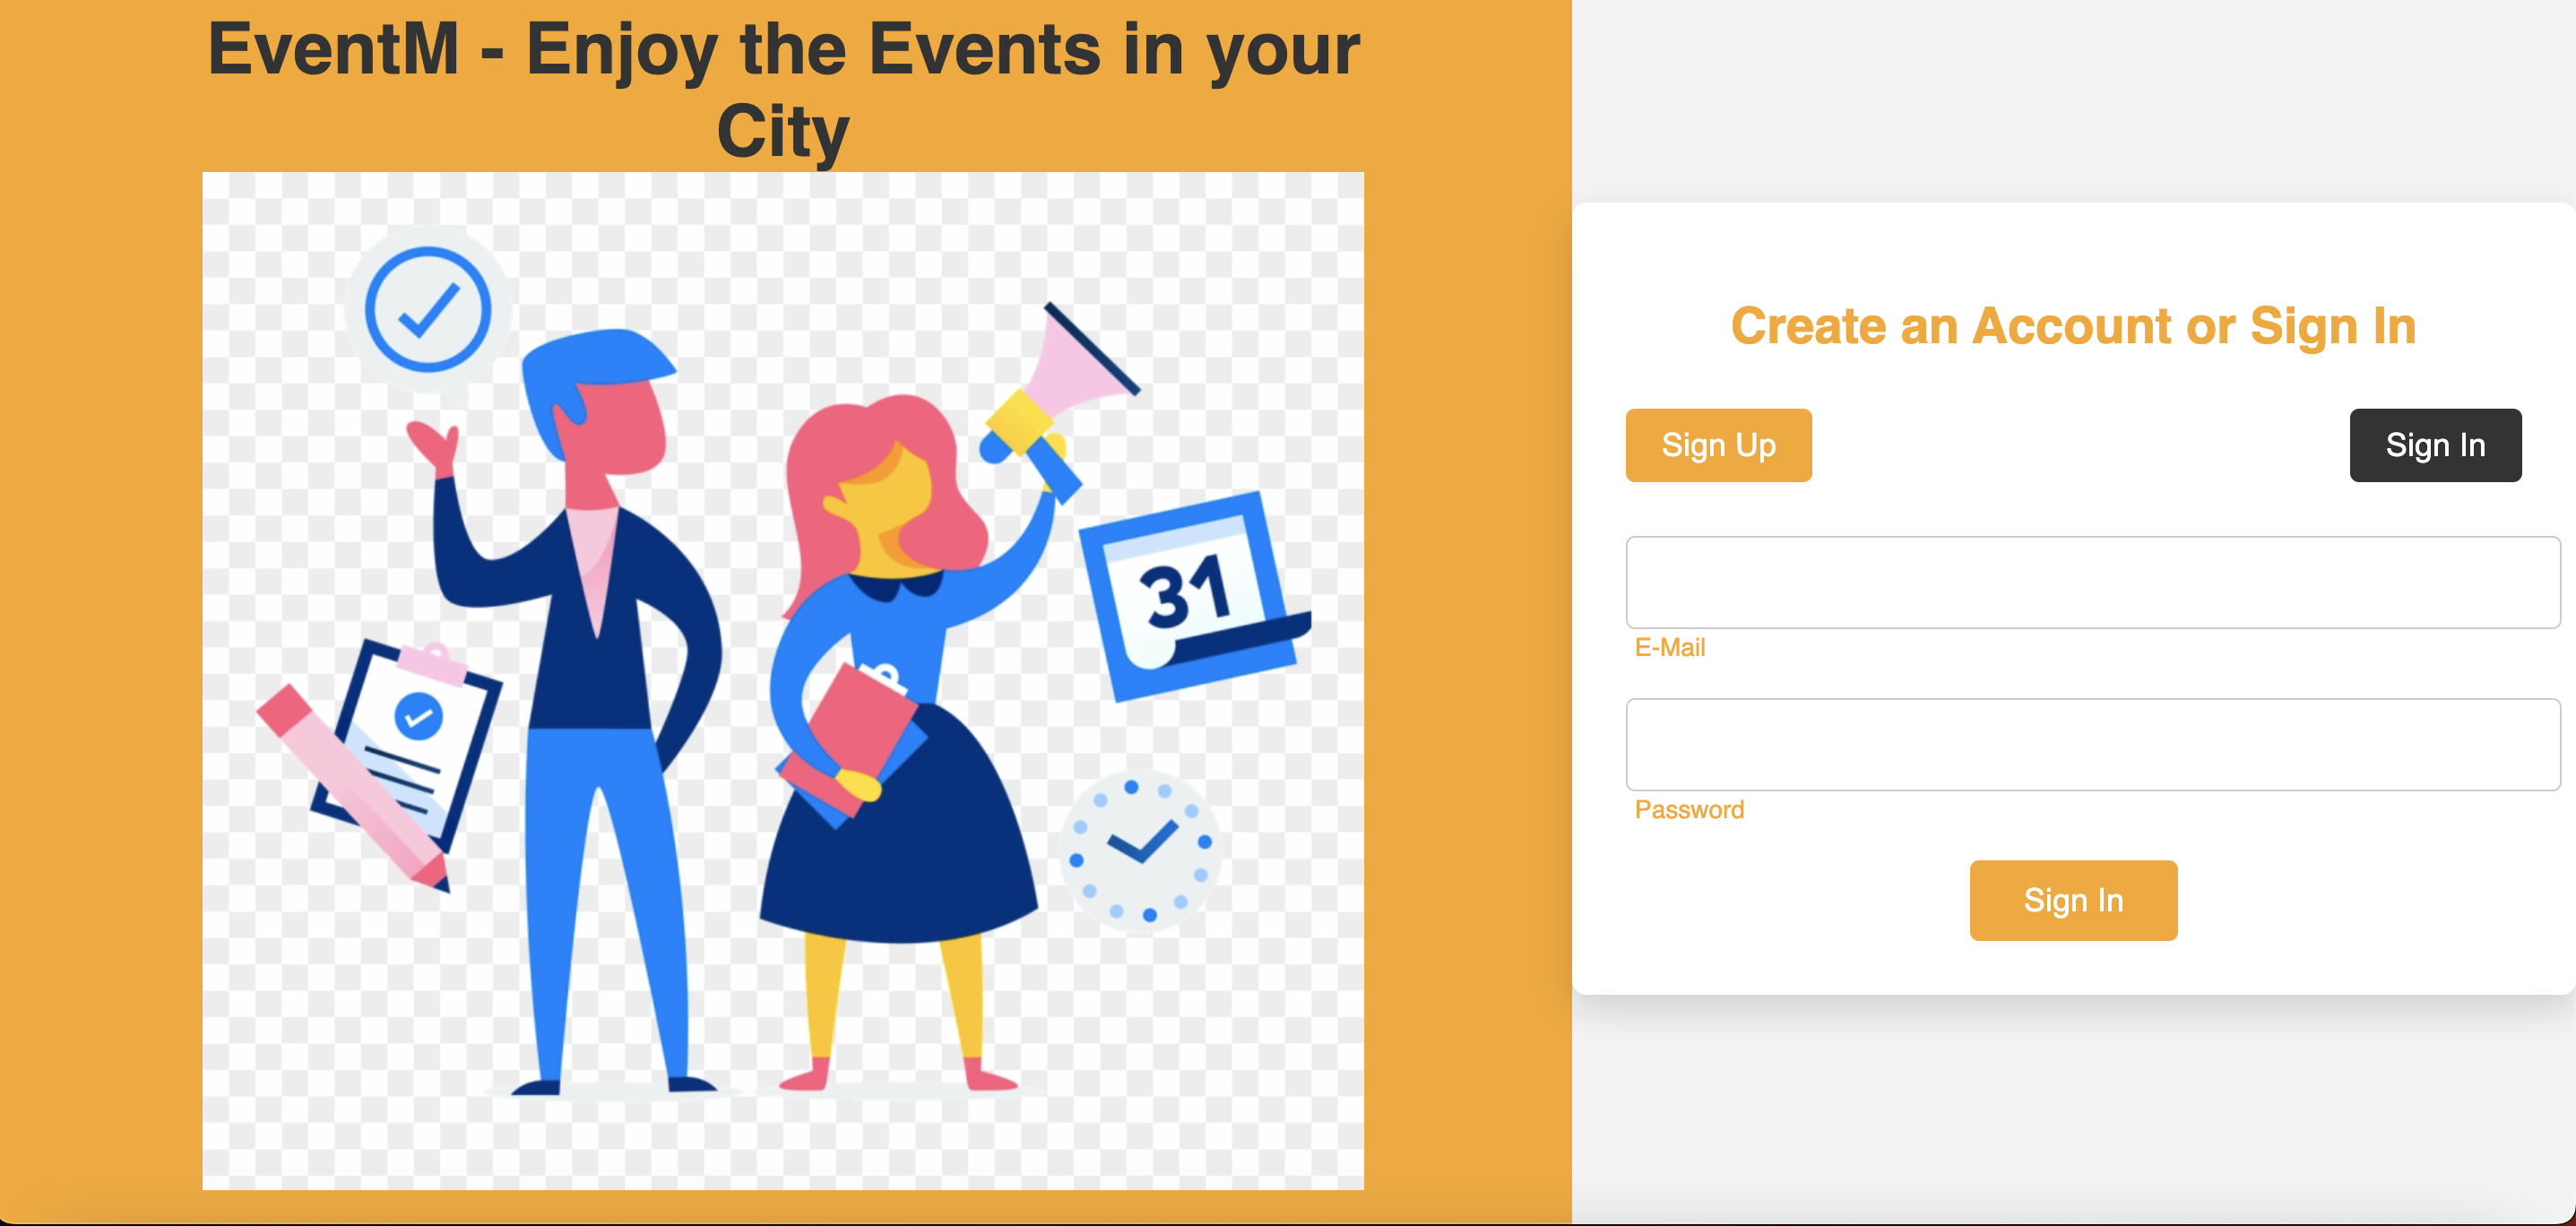 EventM - Enjoy the Events in your
City
31
Create an Account or Sign In
Sign Up
Sign In
E-Mail
Password
Sign In